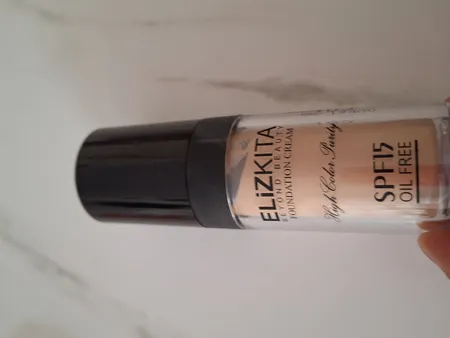 ELiZKITA
BEYOND BEAUTY
FOUNDATION CREAM
High Color Purity
SPF15
OIL FREE